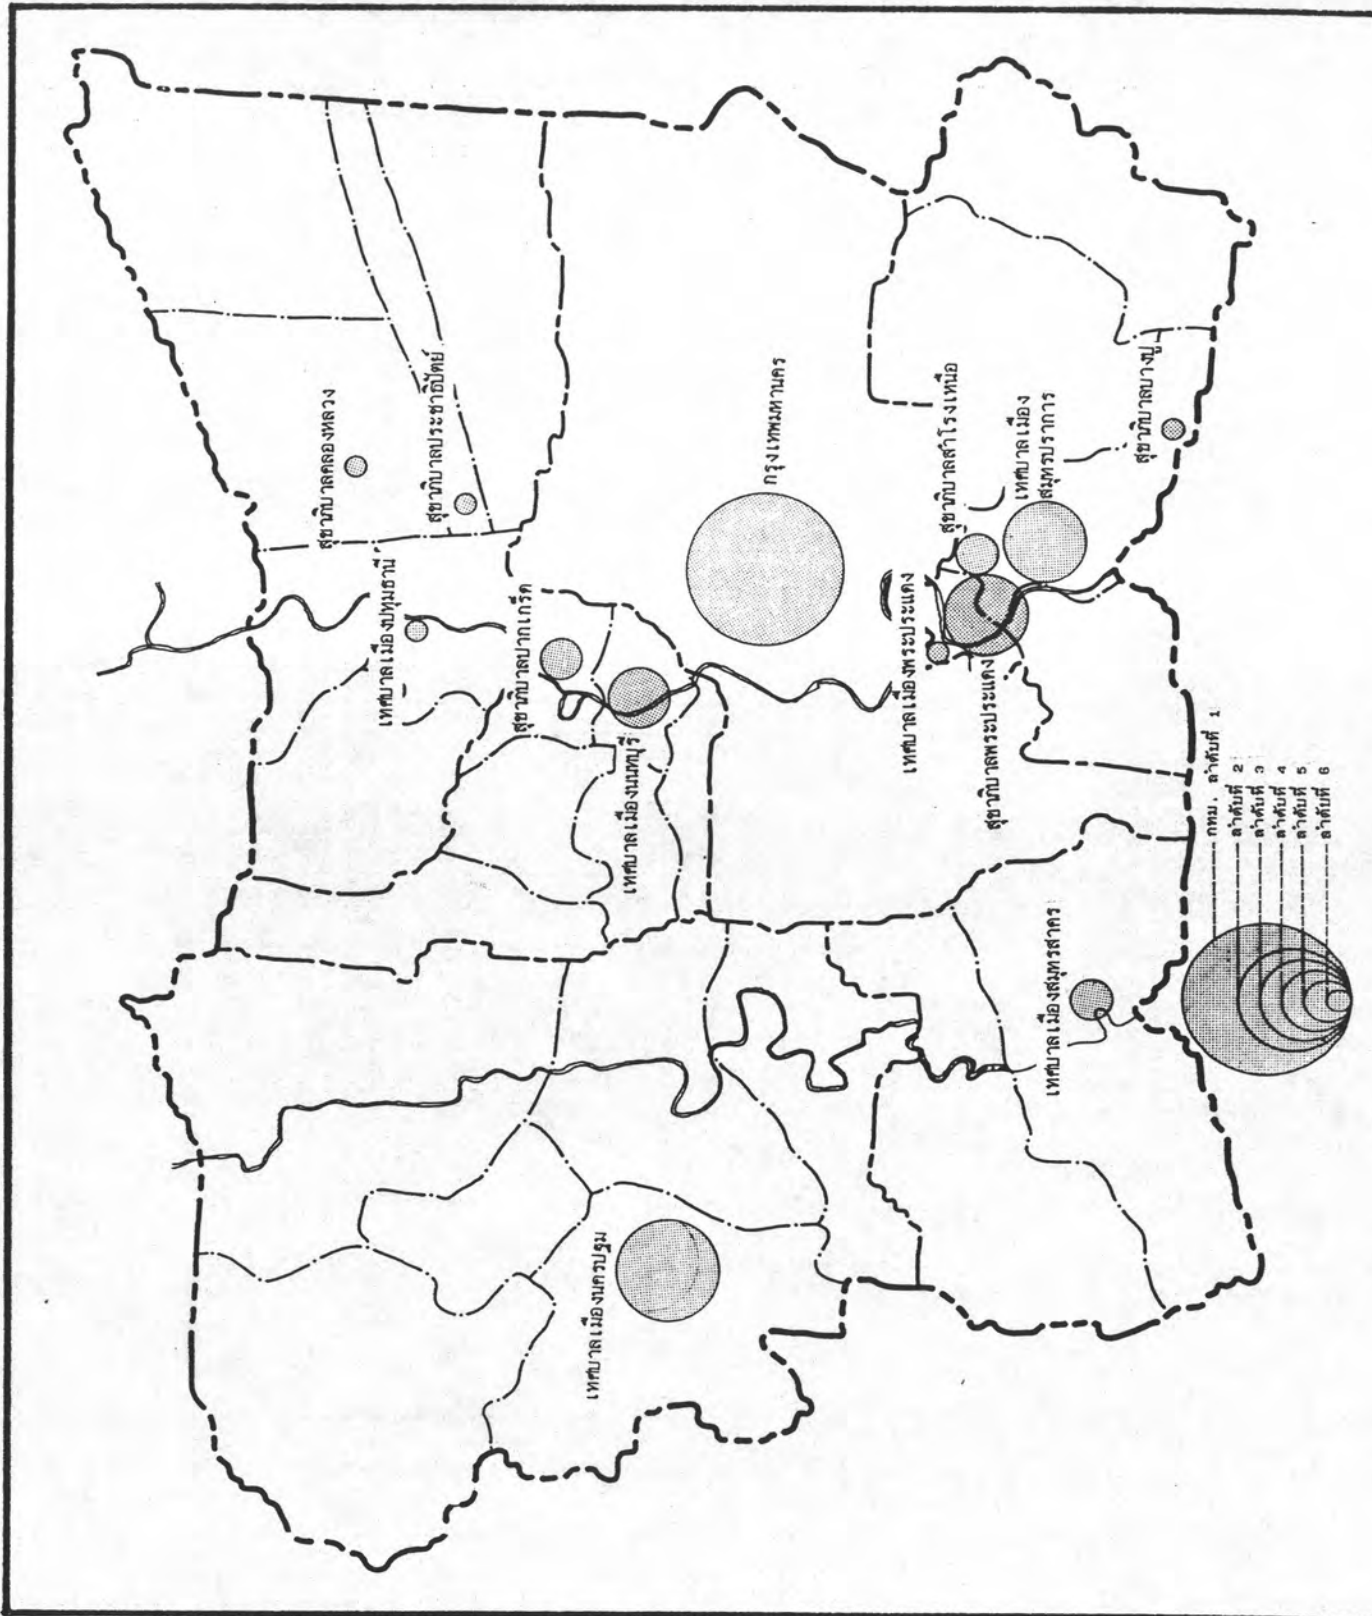 สุขาภิบาลคลองหลวง
สุขาภิบาลประชาธิปัตย์
เทศบาลเมืองปทุมธานี
สุขาภิบาลปากเกร็ด
เทศบาลเมืองนนทบุรี
กรุงเทพมหานคร
เทศบาลเมืองนครปฐม
เทศบาลเมืองพระประแดง
สุขาภิบาลสำโรงเหนือ
สุขาภิบาลพระประแดง
เทศบาลเมือง
สมุทรปราการ
สุขาภิบาลบางปู
เทศบาลเมืองสมุทรสาคร
กทม. ลำดับที่ 1
ลำดับที่ 2
ลำดับที่ 3
ลำดับที่ 4
ลำดับที่ 5
ลำดับที่ 6